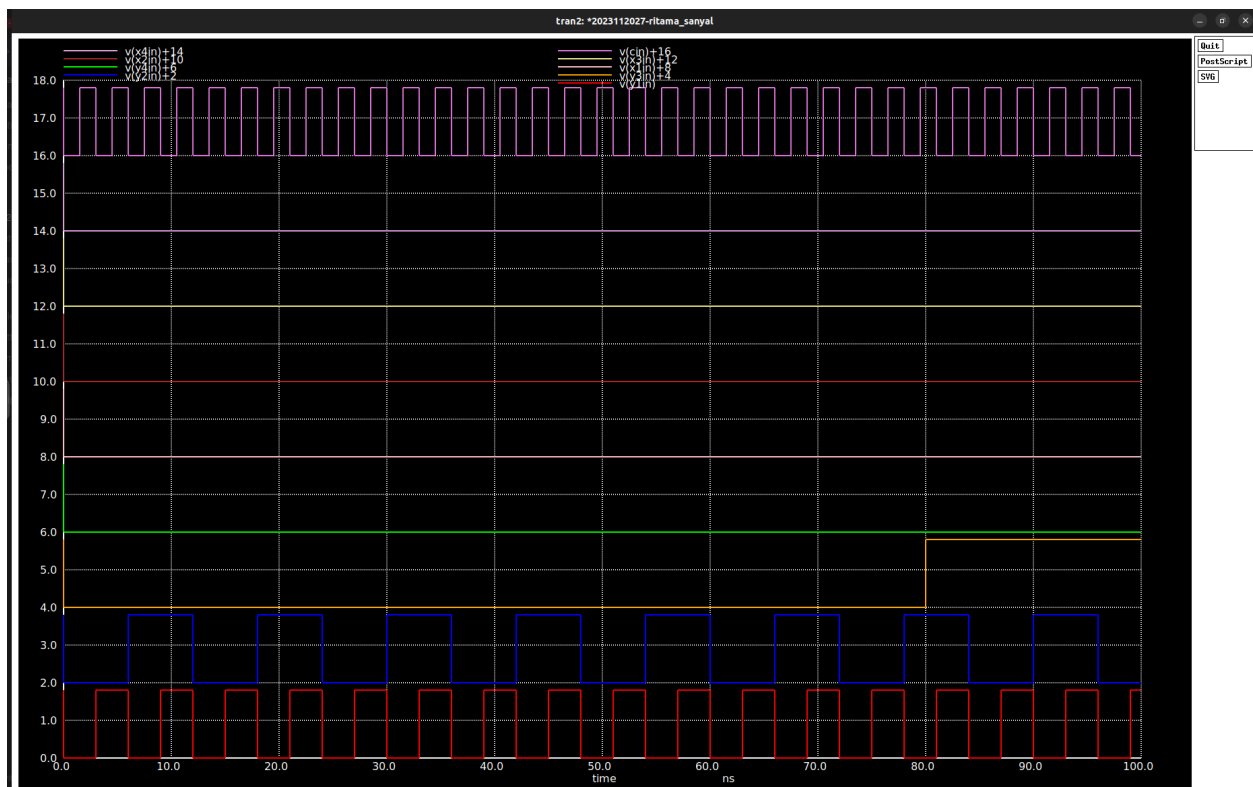 tran2: *2023112027-ritama_sanyal
Quit
PostScript
SVG
v(x4in)+14
v(x2in)+10
v(y4in)+6
v(y2in)+2
v(cin)+16
v(x3in)+12
v(x1in)+8
v(y3in)+4
v(y1in)
18.0
17.0
16.0
15.0
14.0
13.0
12.0
11.0
10.0
9.0
8.0
7.0
6.0
5.0
4.0
3.0
2.0
1.0
0.0
0.0 10.0 20.0 30.0 40.0 50.0 60.0 70.0 80.0 90.0 100.0
time ns